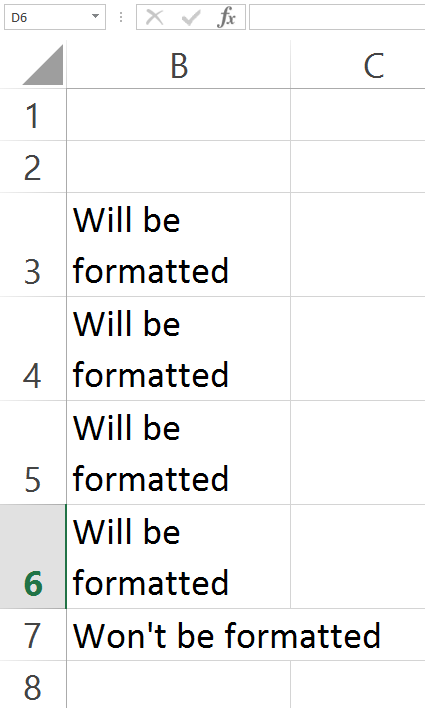 D6 fx
B C
1
2
Will be
3 formatted
Will be
4 formatted
Will be
5 formatted
Will be
6 formatted
7 Won't be formatted
8